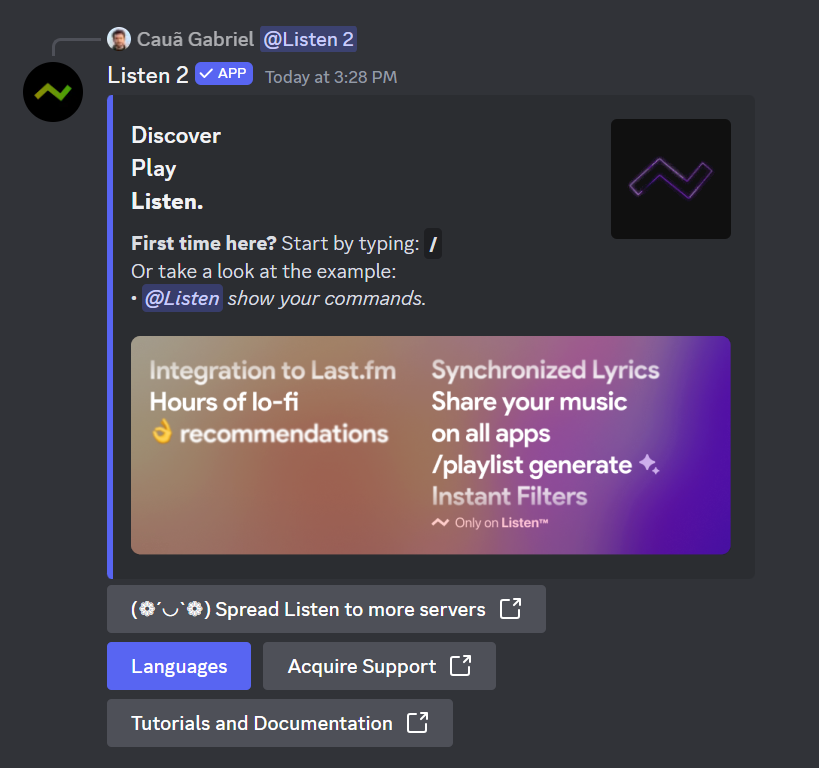 Cauã Gabriel @Listen 2
Listen 2 ✓ APP Today at 3:28 PM
Discover
Play
Listen.
First time here? Start by typing: /
Or take a look at the example:
• @Listen show your commands.
Integration to Last.fm
Hours of lo-fi
👌 recommendations
Synchronized Lyrics
Share your music
on all apps
/playlist generate ✨
Instant Filters
Only on Listen™
(❁´◡`❁) Spread Listen to more servers
Languages
Acquire Support
Tutorials and Documentation